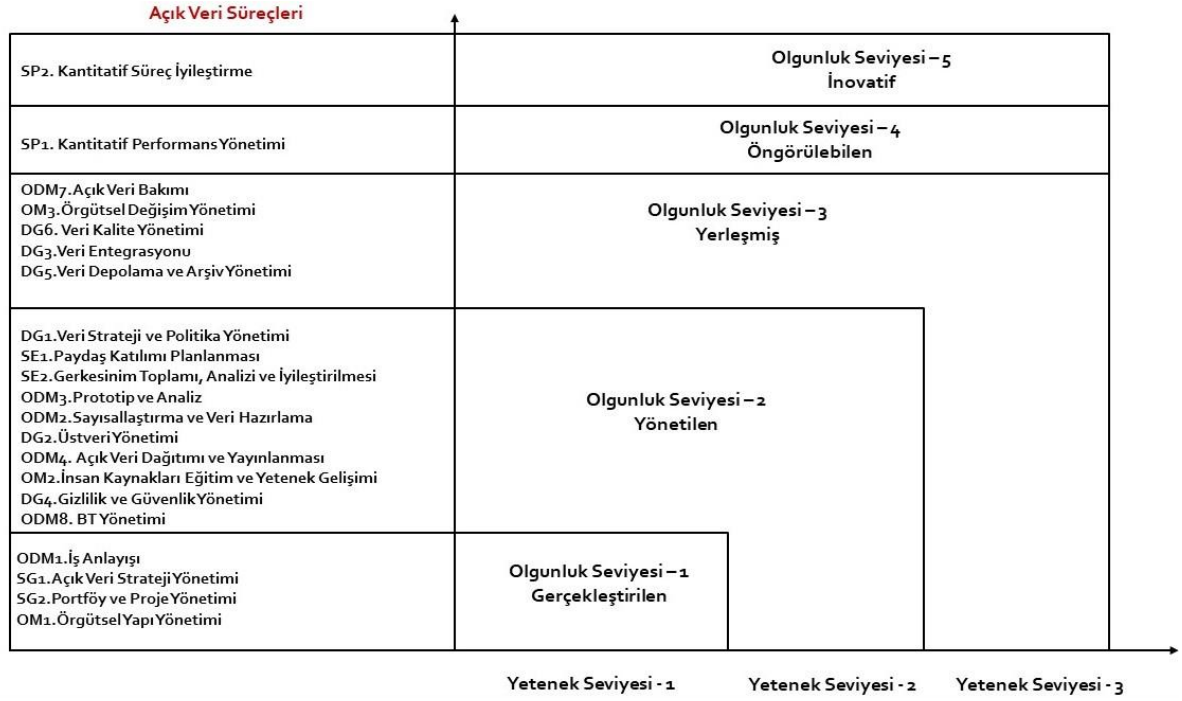 Açık Veri Süreçleri
SP2. Kantitatif Süreç İyileştirme
Olgunluk Seviyesi – 5
İnovatif
SP1. Kantitatif Performans Yönetimi
Olgunluk Seviyesi – 4
Öngörülebilen
ODM7.Açık Veri Bakımı
OM3.Örgütsel Değişim Yönetimi
DG6. Veri Kalite Yönetimi
DG3.Veri Entegrasyonu
DG5.Veri Depolama ve Arşiv Yönetimi
Olgunluk Seviyesi – 3
Yerleşmiş
DG1.Veri Strateji ve Politika Yönetimi
SE1.Paydaş Katılımı Planlanması
SE2.Gerkesinim Toplamı, Analizi ve İyileştirilmesi
ODM3.Prototip ve Analiz
ODM2.Sayısallaştırma ve Veri Hazırlama
DG2.Üstveri Yönetimi
ODM4. Açık Veri Dağıtımı ve Yayınlanması
OM2.İnsan Kaynakları Eğitim ve Yetenek Gelişimi
DG4.Gizlilik ve Güvenlik Yönetimi
ODM8. BT Yönetimi
Olgunluk Seviyesi – 2
Yönetilen
ODM1.İş Anlayışı
SG1.Açık Veri Strateji Yönetimi
SG2.Portföy ve Proje Yönetimi
OM1.Örgütsel Yapı Yönetimi
Olgunluk Seviyesi – 1
Gerçekleştirilen
Yetenek Seviyesi - 1
Yetenek Seviyesi - 2
Yetenek Seviyesi - 3